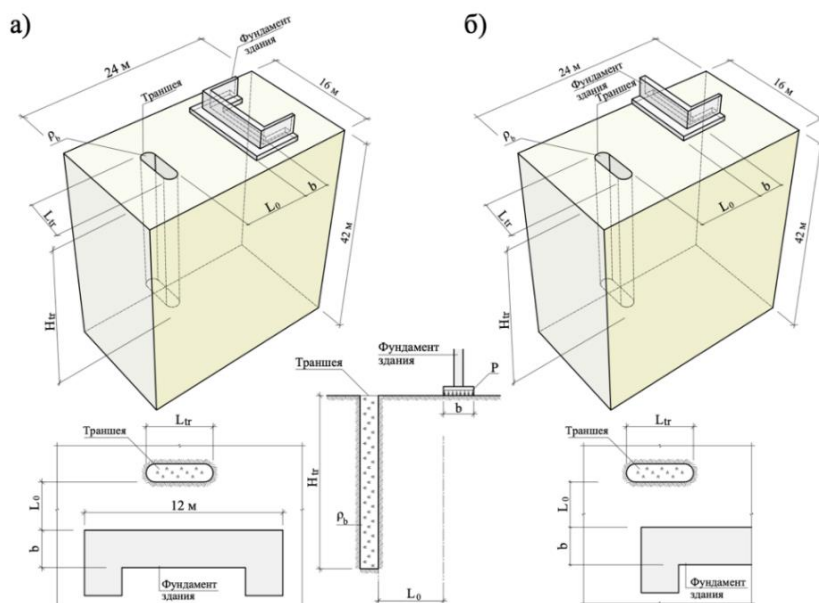 а)
Фундамент
здания
24 м
16 м
Траншея
ρb
Ltr
L0
b
Htr
42 м
б)
24 м
Фундамент
здания
16 м
Траншея
ρb
Ltr
L0
b
Htr
42 м
Фундамент
здания
Траншея
P
b
Htr
ρb
L0
Ltr
Траншея
L0
12 м
b
Фундамент
здания
Ltr
Траншея
L0
b
Фундамент
здания